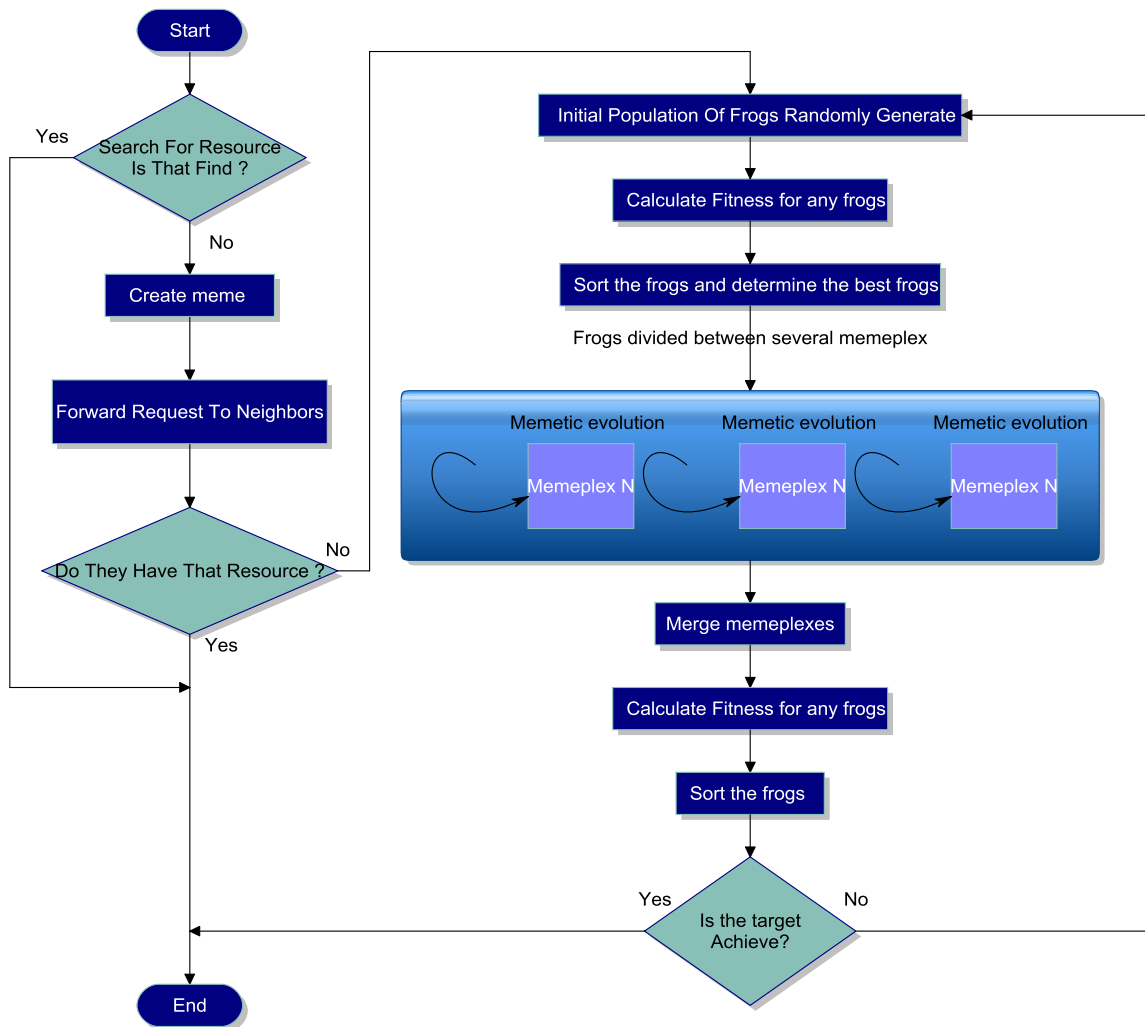 Start
Yes
Search For Resource
Is That Find ?
No
Create meme
Forward Request To Neighbors
Do They Have That Resource ?
No
Yes
End
Initial Population Of Frogs Randomly Generate
Calculate Fitness for any frogs
Sort the frogs and determine the best frogs
Frogs divided between several memeplex
Memetic evolution
Memeplex N
Memetic evolution
Memeplex N
Memetic evolution
Memeplex N
Merge memeplexes
Calculate Fitness for any frogs
Sort the frogs
Is the target
Achieve?
Yes
No